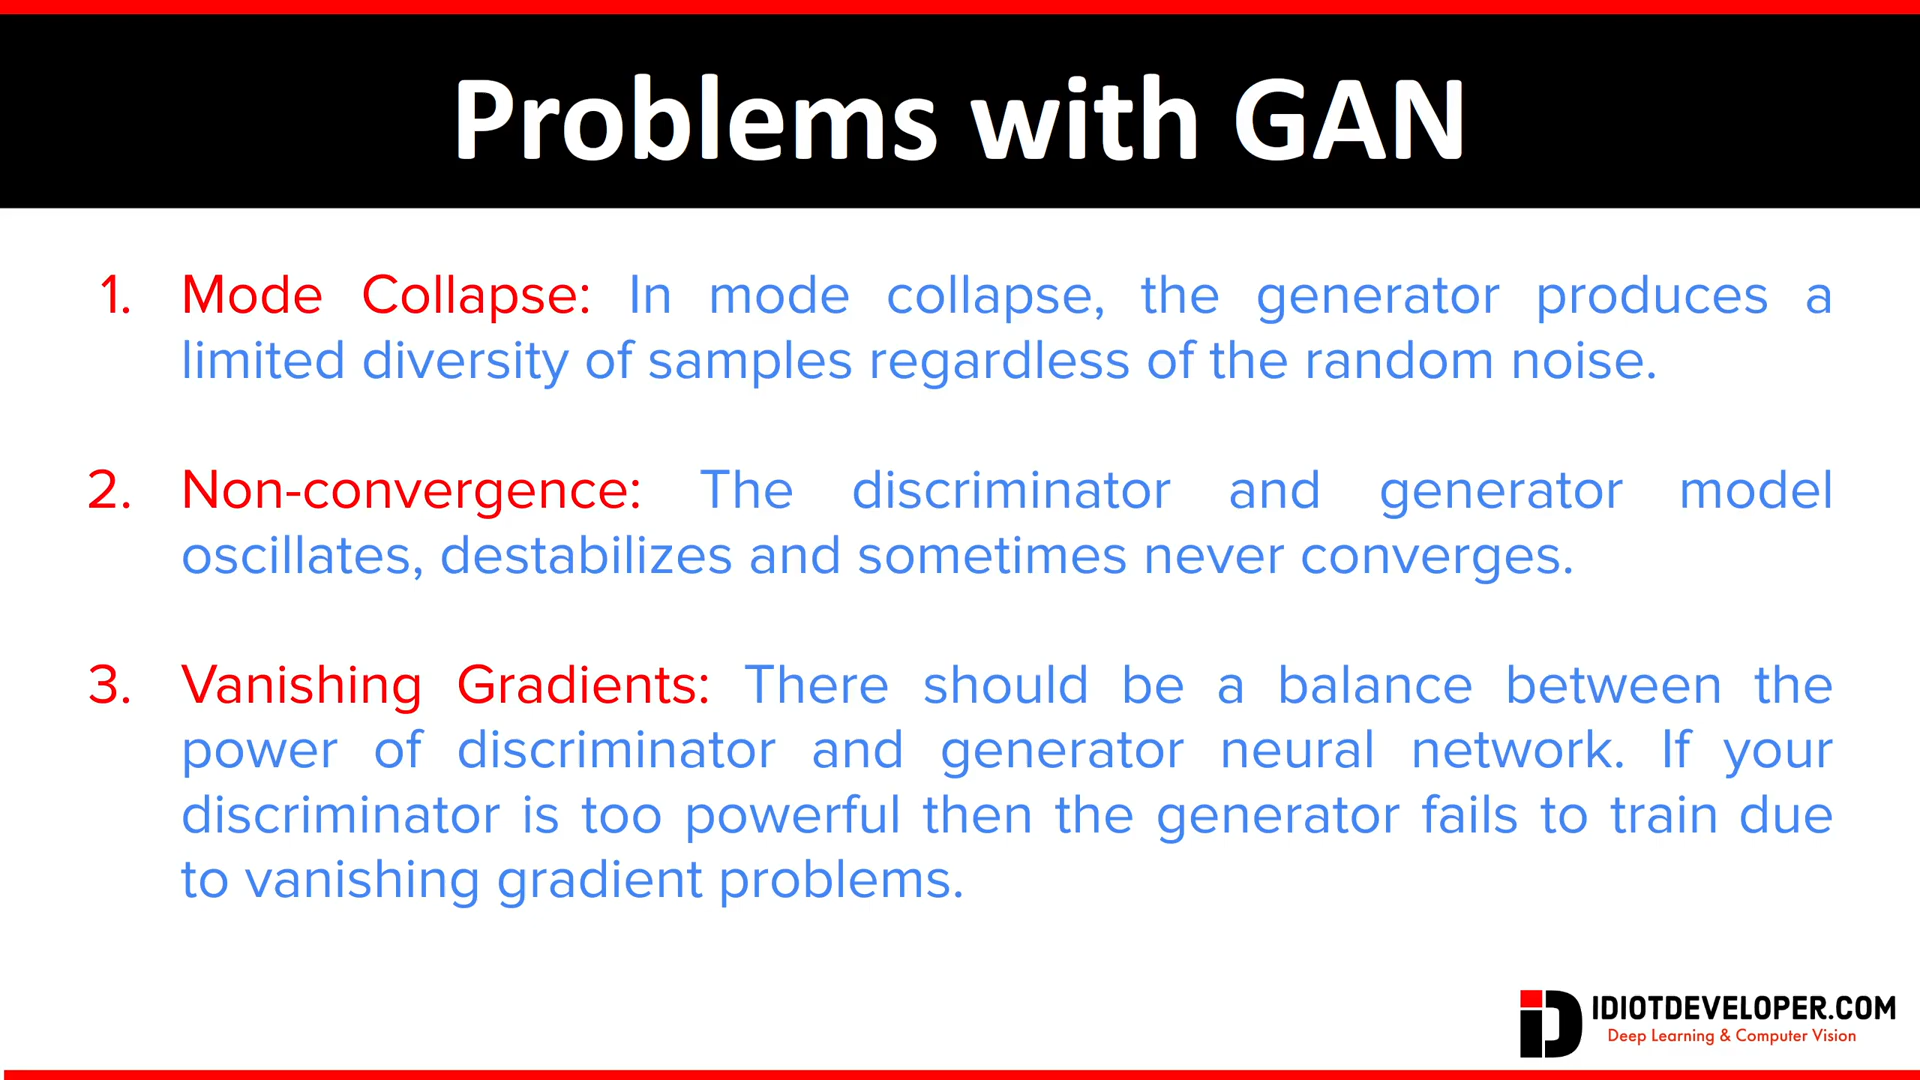 Problems with GAN
1. Mode Collapse: In mode collapse, the generator produces a
limited diversity of samples regardless of the random noise.
2. Non-convergence: The discriminator and generator model
oscillates, destabilizes and sometimes never converges.
3. Vanishing Gradients: There should be a balance between the
power of discriminator and generator neural network. If your
discriminator is too powerful then the generator fails to train due
to vanishing gradient problems.
ID IDIOTDEVELOPER.COM
Deep Learning & Computer Vision